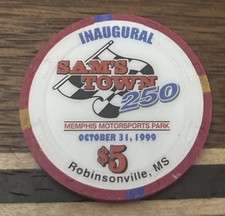 INAUGURAL
SAM'S
TOWN
250
MEMPHIS MOTORSPORTS PARK
OCTOBER 31, 1999
$5
Robinsonville, MS